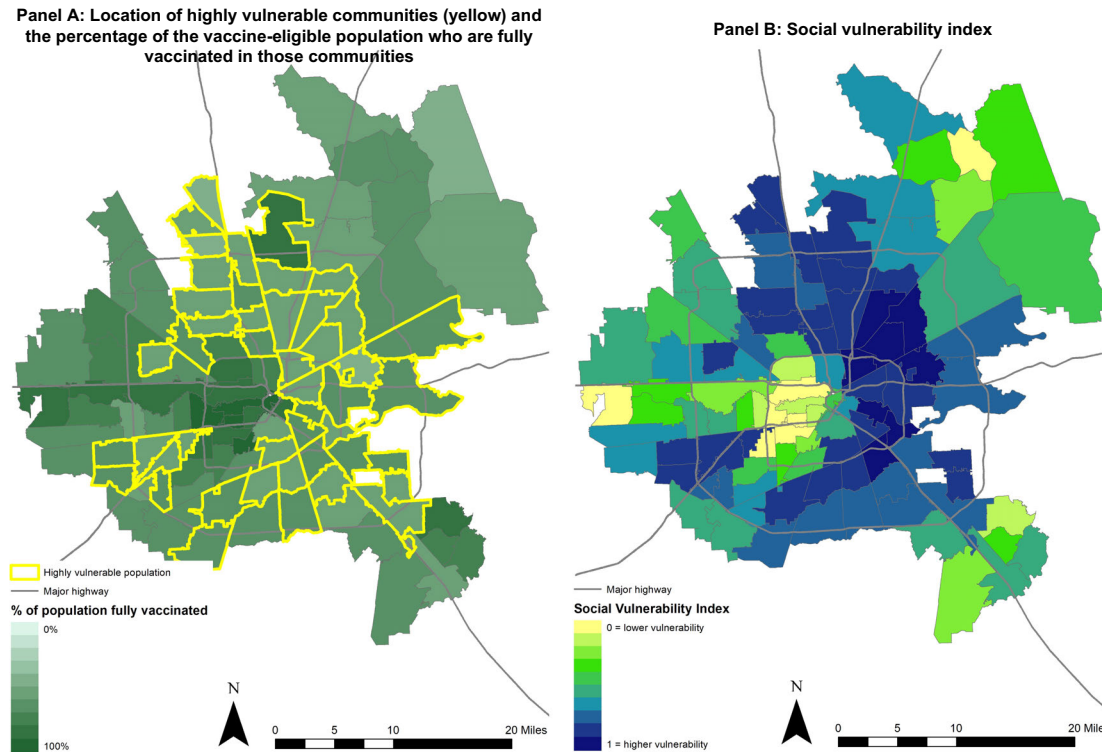 Panel A: Location of highly vulnerable communities (yellow) and
the percentage of the vaccine-eligible population who are fully
vaccinated in those communities
Highly vulnerable population
Major highway
% of population fully vaccinated
0%
100%
N
0 5 10 20 Miles
Panel B: Social vulnerability index
Major highway
Social Vulnerability Index
0 = lower vulnerability
1 = higher vulnerability
N
0 5 10 20 Miles